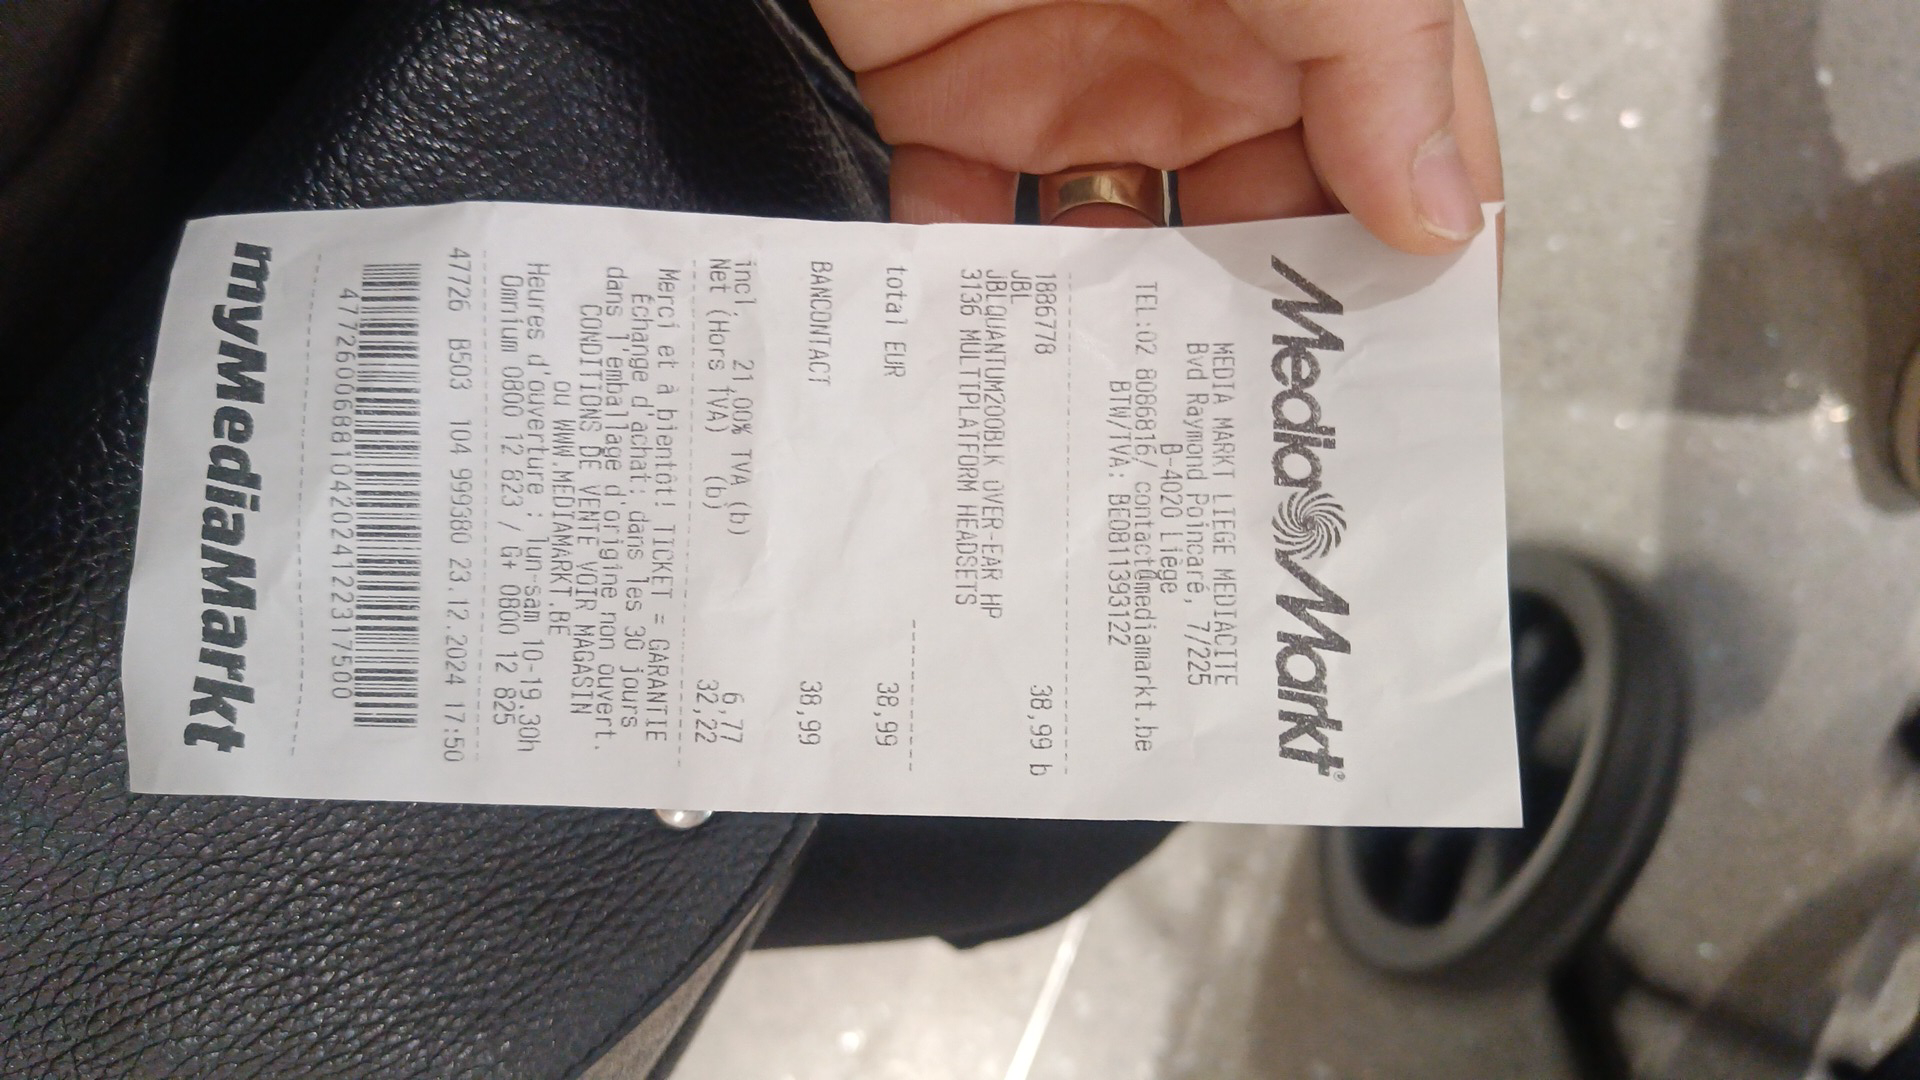 MediaMarkt®
MEDIA MARKT LIEGE MEDIACITE
Bvd Raymond Poincaré, 7/225
B-4020 Liège
TEL:02 8086816/ contact@mediamarkt.be
BTW/TVA: BE0811393122
1886778 38,99 b
JBL
JBLQUANTUM200BLK OVER-EAR HP
3136 MULTIPLATFORM HEADSETS
total EUR 38,99
BANCONTACT 38,99
incl. 21,00% TVA (b) 6,77
Net (Hors TVA) (b) 32,22
Merci et à bientôt! TICKET = GARANTIE
Échange d'achat: dans les 30 jours
dans l'emballage d'origine non ouvert.
CONDITIONS DE VENTE VOIR MAGASIN
ou WWW.MEDIAMARKT.BE
Heures d'ouverture : lun-sam 10-19.30h
Omnium 0800 12 823 / G+ 0800 12 825
47726 B503 104 999380 23.12.2024 17:50
47726006881042024122317500
myMediaMarkt